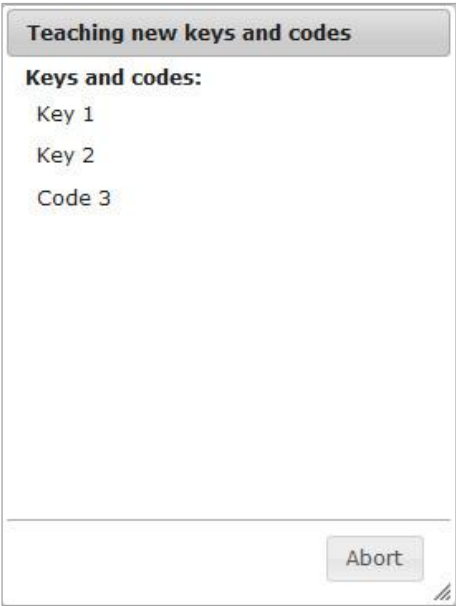 Teaching new keys and codes
Keys and codes:
Key 1
Key 2
Code 3
Abort